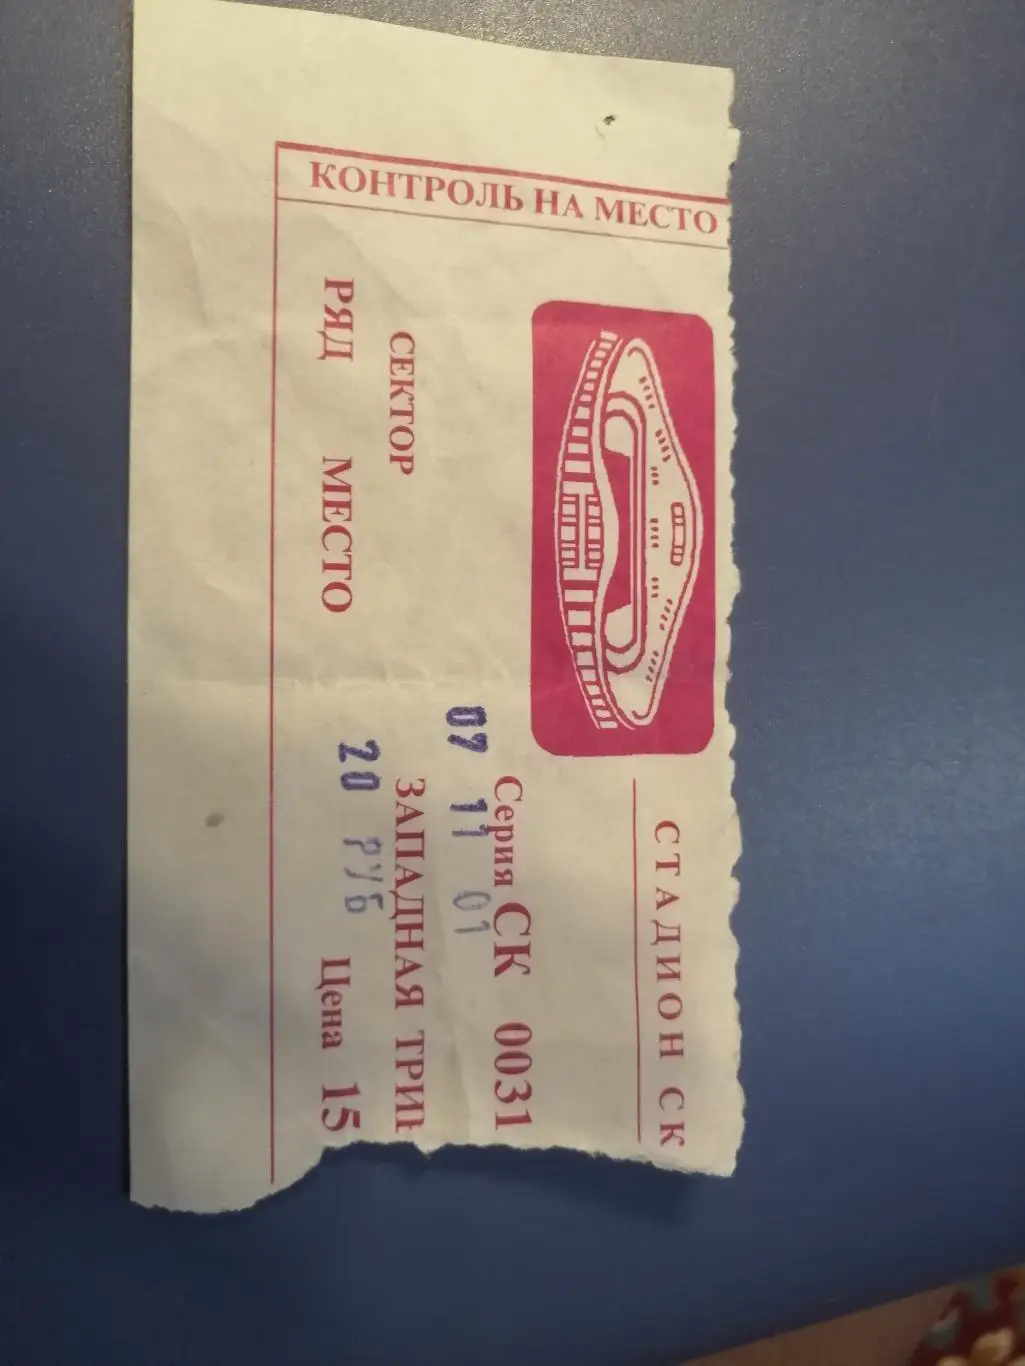 КОНТРОЛЬ НА МЕСТО
СТАДИОН СК
Серия СК 0031
07 11 01
СЕКТОР ЗАПАДНАЯ ТРИБ
РЯД МЕСТО
20 РУБ
Цена 15